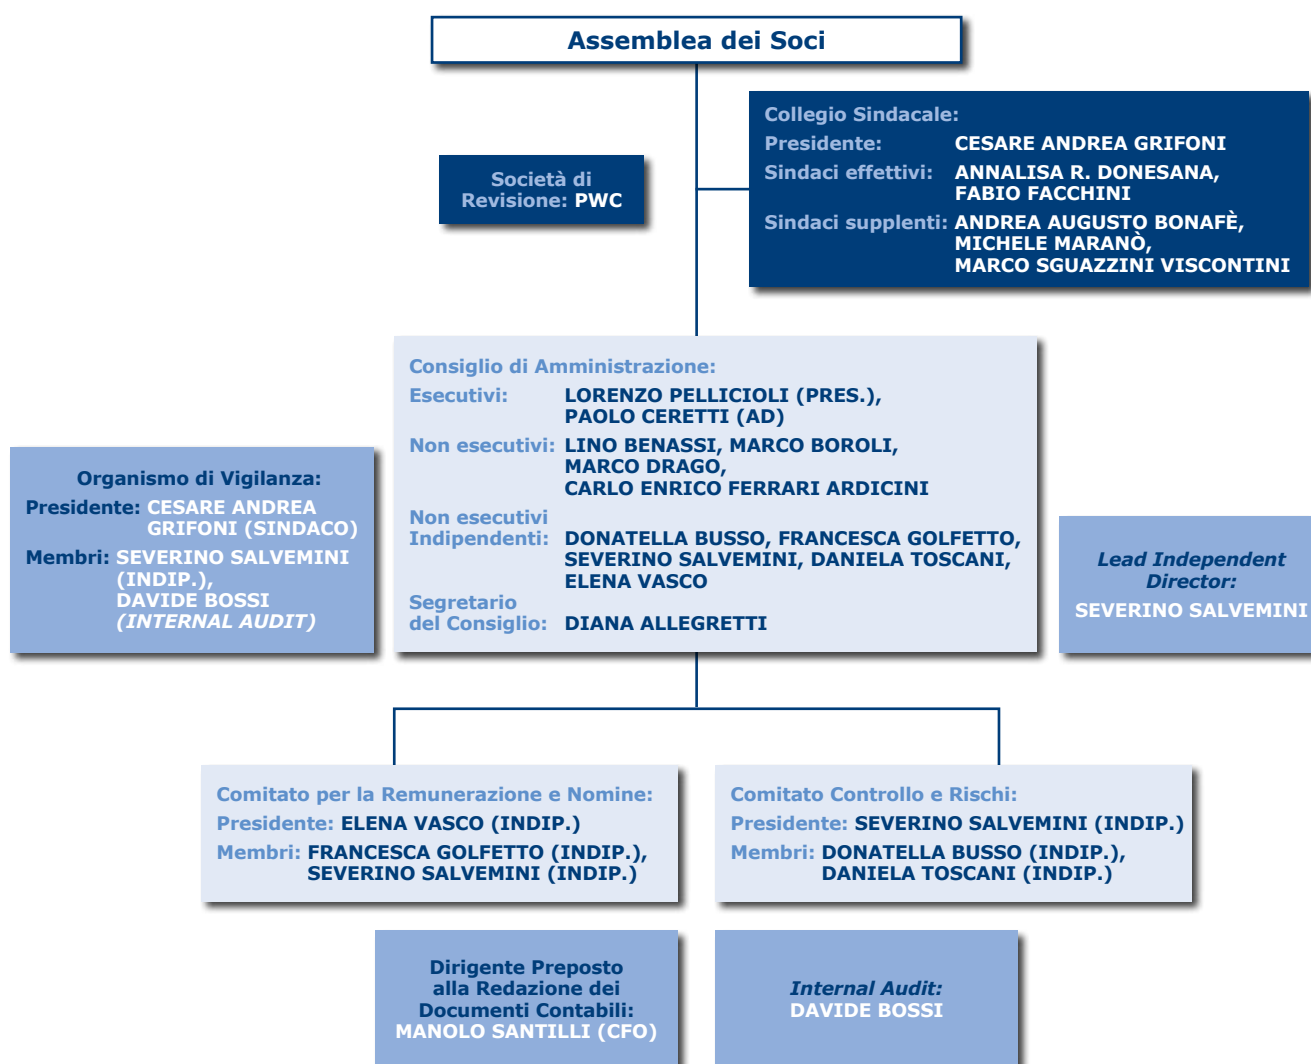 Assemblea dei Soci
Collegio Sindacale:
Presidente: CESARE ANDREA GRIFONI
Sindaci effettivi: ANNALISA R. DONESANA,
FABIO FACCHINI
Sindaci supplenti: ANDREA AUGUSTO BONAFÈ,
MICHELE MARANÒ,
MARCO SGUAZZINI VISCONTINI
Società di
Revisione: PWC
Consiglio di Amministrazione:
Esecutivi: LORENZO PELLICIOLI (PRES.),
PAOLO CERETTI (AD)
Non esecutivi: LINO BENASSI, MARCO BOROLI,
MARCO DRAGO,
CARLO ENRICO FERRARI ARDICINI
Non esecutivi
Indipendenti: DONATELLA BUSSO, FRANCESCA GOLFETTO,
SEVERINO SALVEMINI, DANIELA TOSCANI,
ELENA VASCO
Segretario
del Consiglio: DIANA ALLEGRETTI
Organismo di Vigilanza:
Presidente: CESARE ANDREA
GRIFONI (SINDACO)
Membri: SEVERINO SALVEMINI
(INDIP.),
DAVIDE BOSSI
(INTERNAL AUDIT)
Lead Independent
Director:
SEVERINO SALVEMINI
Comitato per la Remunerazione e Nomine:
Presidente: ELENA VASCO (INDIP.)
Membri: FRANCESCA GOLFETTO (INDIP.),
SEVERINO SALVEMINI (INDIP.)
Comitato Controllo e Rischi:
Presidente: SEVERINO SALVEMINI (INDIP.)
Membri: DONATELLA BUSSO (INDIP.),
DANIELA TOSCANI (INDIP.)
Dirigente Preposto
alla Redazione dei
Documenti Contabili:
MANOLO SANTILLI (CFO)
Internal Audit:
DAVIDE BOSSI